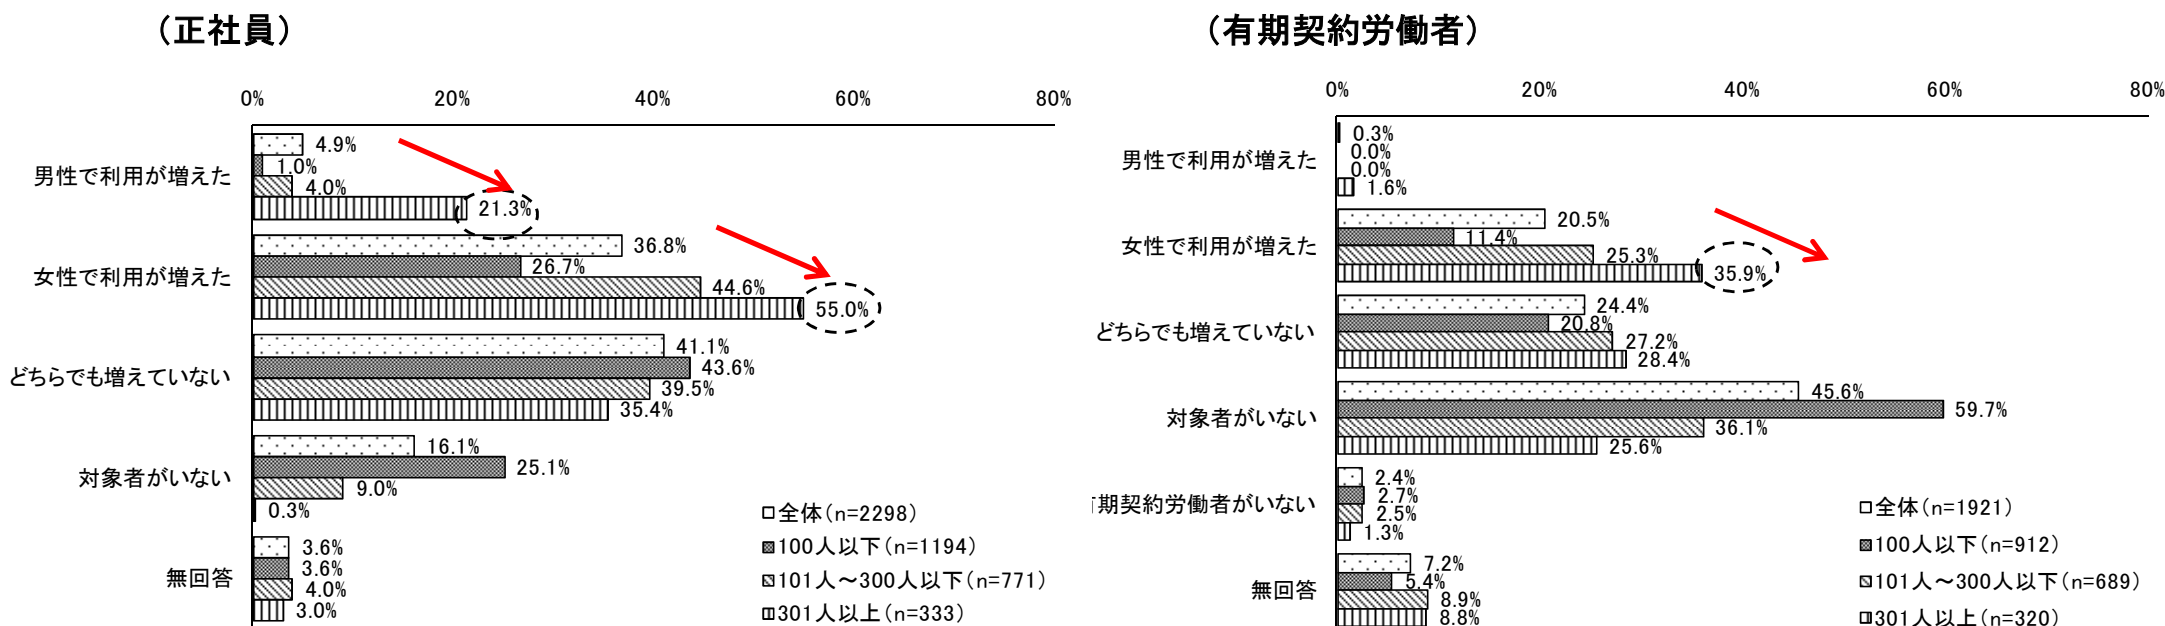 （正社員）
0% 20% 40% 60% 80%
男性で利用が増えた
4.9%
1.0%
4.0%
21.3%
女性で利用が増えた
36.8%
26.7%
44.6%
55.0%
どちらでも増えていない
41.1%
43.6%
39.5%
35.4%
対象者がいない
16.1%
25.1%
9.0%
0.3%
無回答
3.6%
3.6%
4.0%
3.0%
全体（n=2298）
100人以下（n=1194）
101人～300人以下（n=771）
301人以上（n=333）
（有期契約労働者）
0% 20% 40% 60% 80%
男性で利用が増えた
0.3%
0.0%
0.0%
1.6%
女性で利用が増えた
20.5%
11.4%
25.3%
35.9%
どちらでも増えていない
24.4%
20.8%
27.2%
28.4%
対象者がいない
45.6%
59.7%
36.1%
25.6%
期契約労働者がいない
2.4%
2.7%
2.5%
1.3%
無回答
7.2%
5.4%
8.9%
8.8%
全体（n=1921）
100人以下（n=912）
101人～300人以下（n=689）
301人以上（n=320）